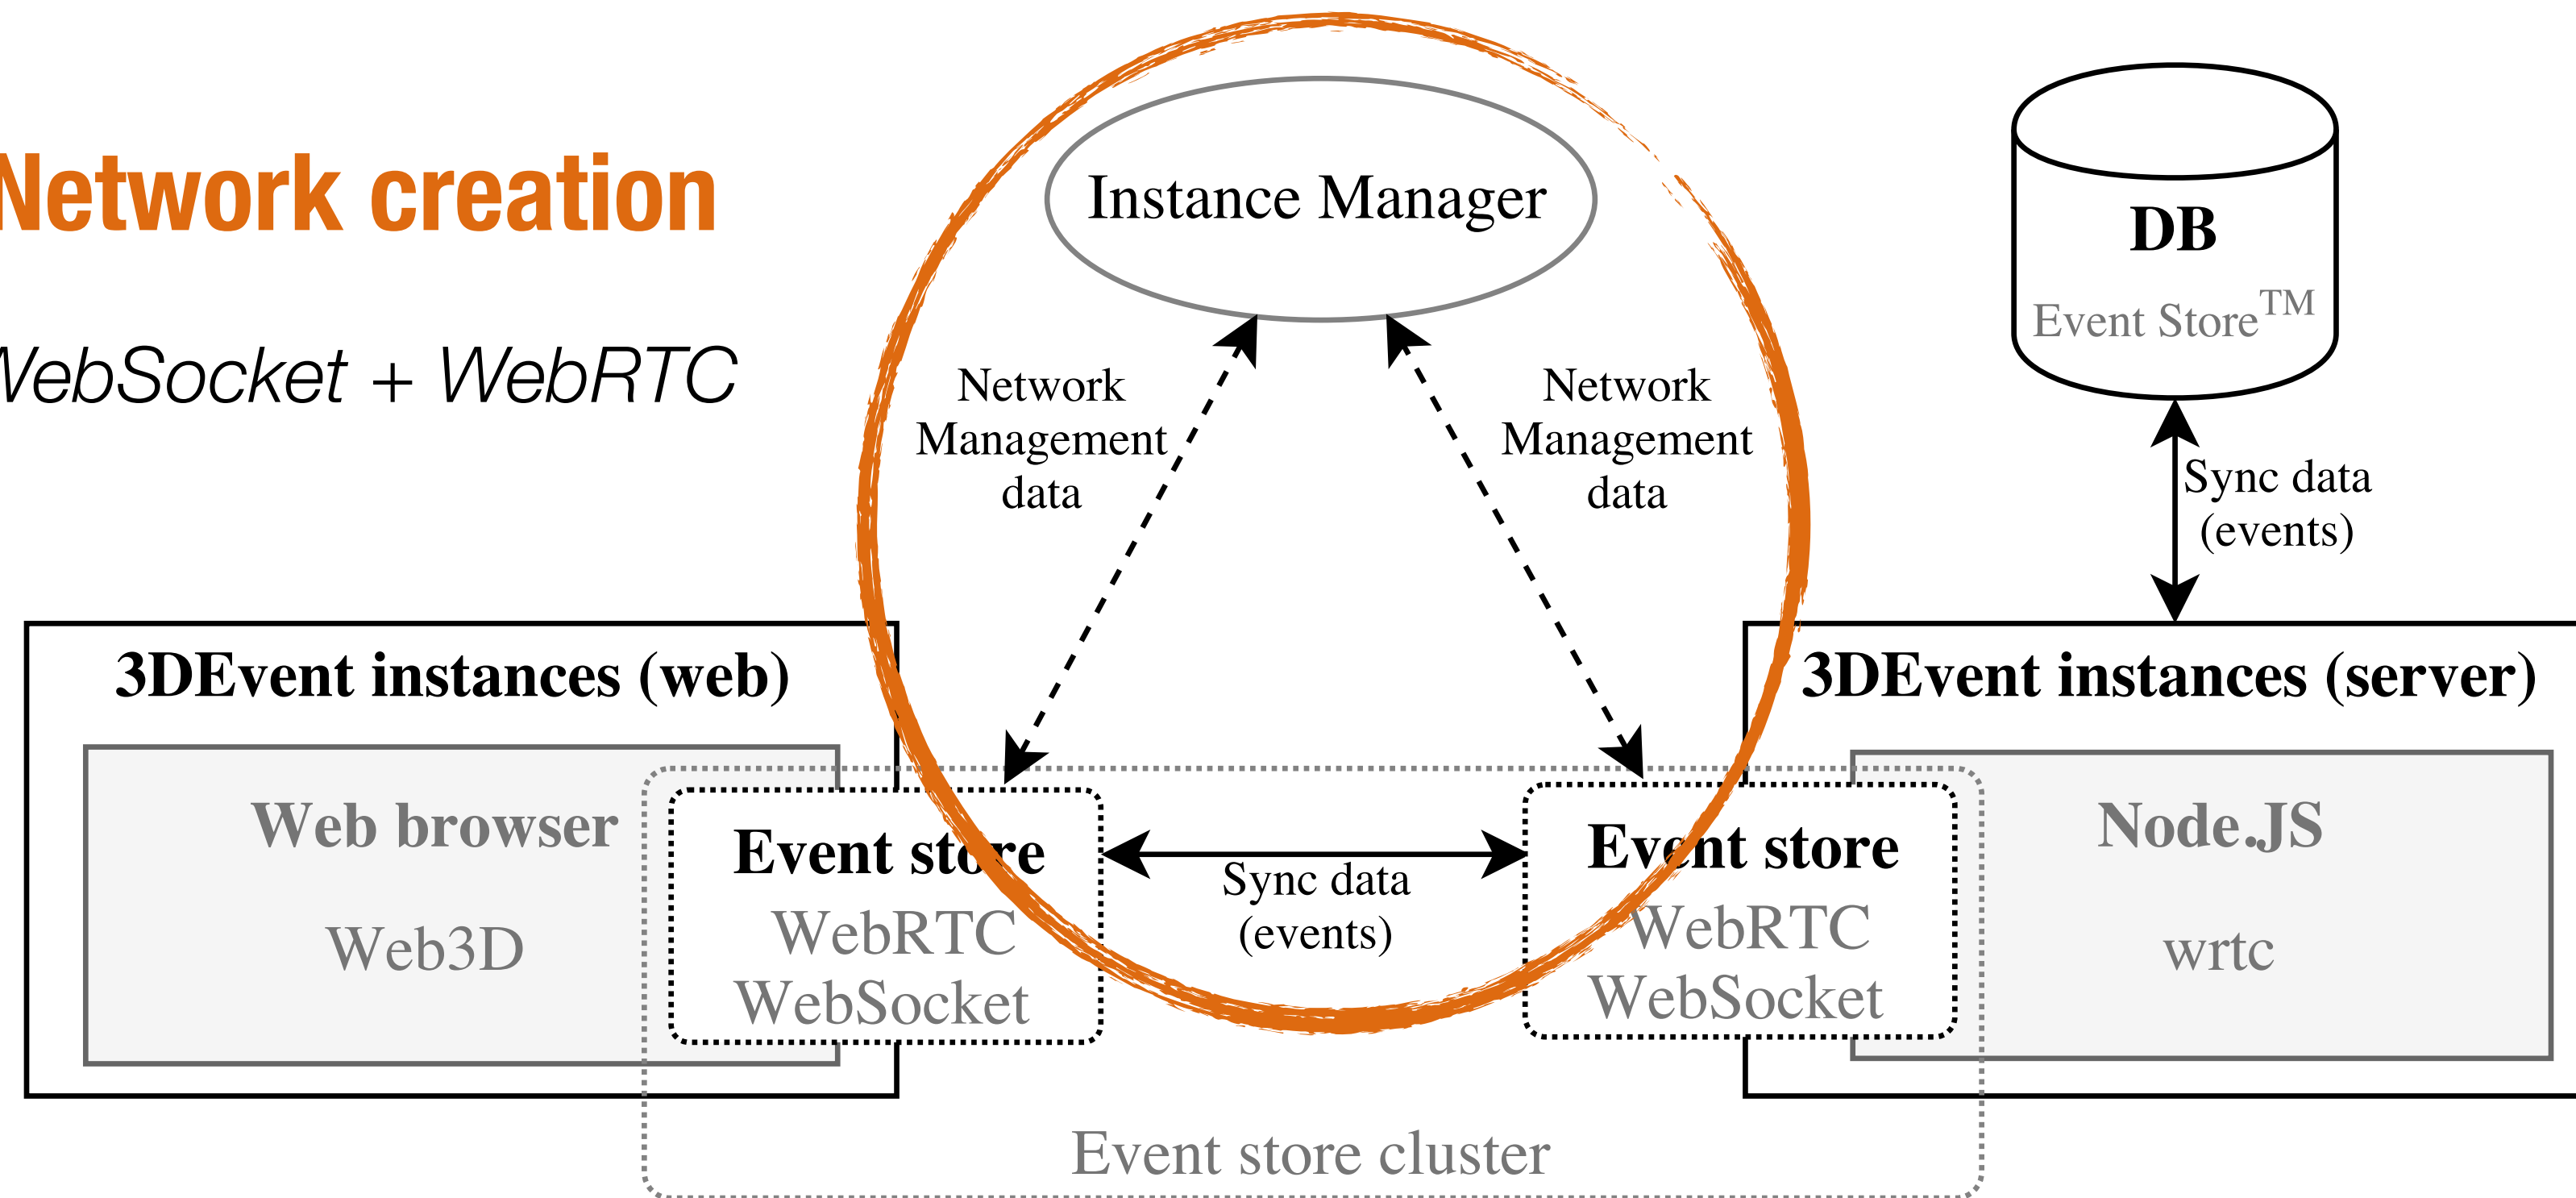 Network creation
WebSocket + WebRTC
Instance Manager
DB
Event Store™
Network
Management
data
Network
Management
data
Sync data
(events)
3DEvent instances (web)
Web browser
Web3D
Event store
WebRTC
WebSocket
Sync data
(events)
3DEvent instances (server)
Event store
WebRTC
WebSocket
Node.JS
wrtc
Event store cluster